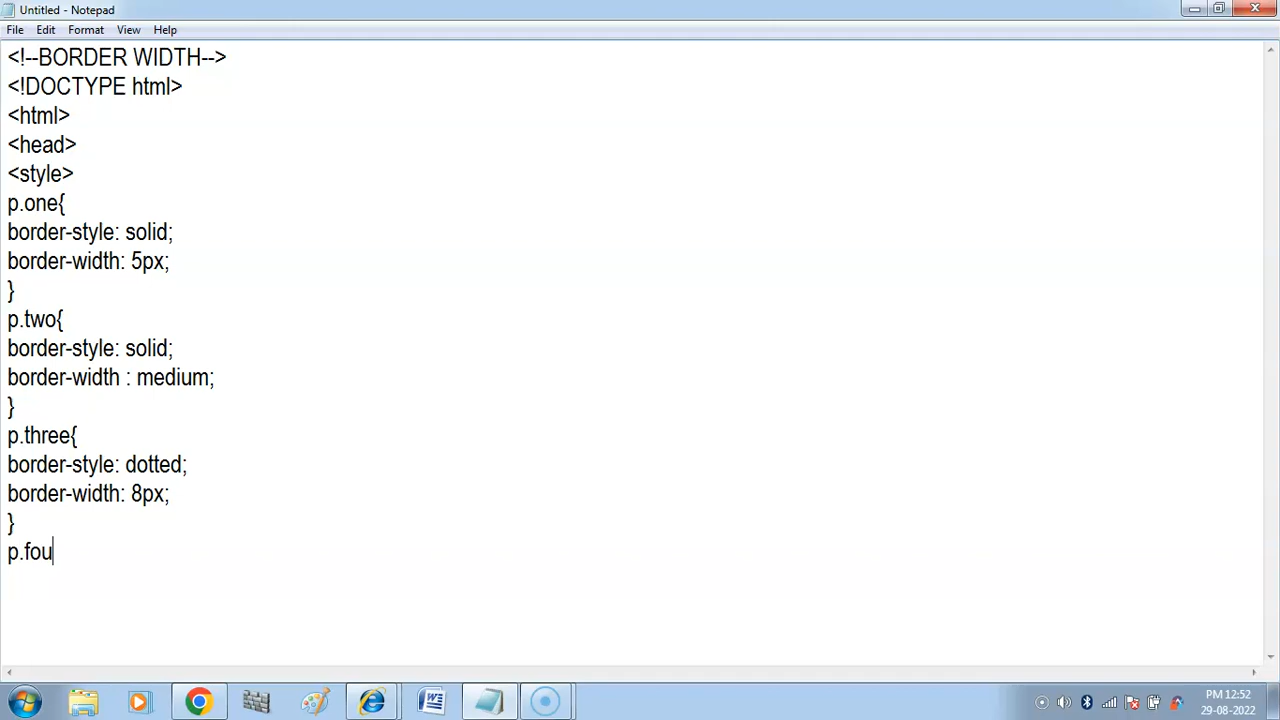 Untitled - Notepad
File Edit Format View Help
<!--BORDER WIDTH-->
<!DOCTYPE html>
<html>
<head>
<style>
p.one{
border-style: solid;
border-width: 5px;
}
p.two{
border-style: solid;
border-width : medium;
}
p.three{
border-style: dotted;
border-width: 8px;
}
p.fou
PM 12:52
29-08-2022